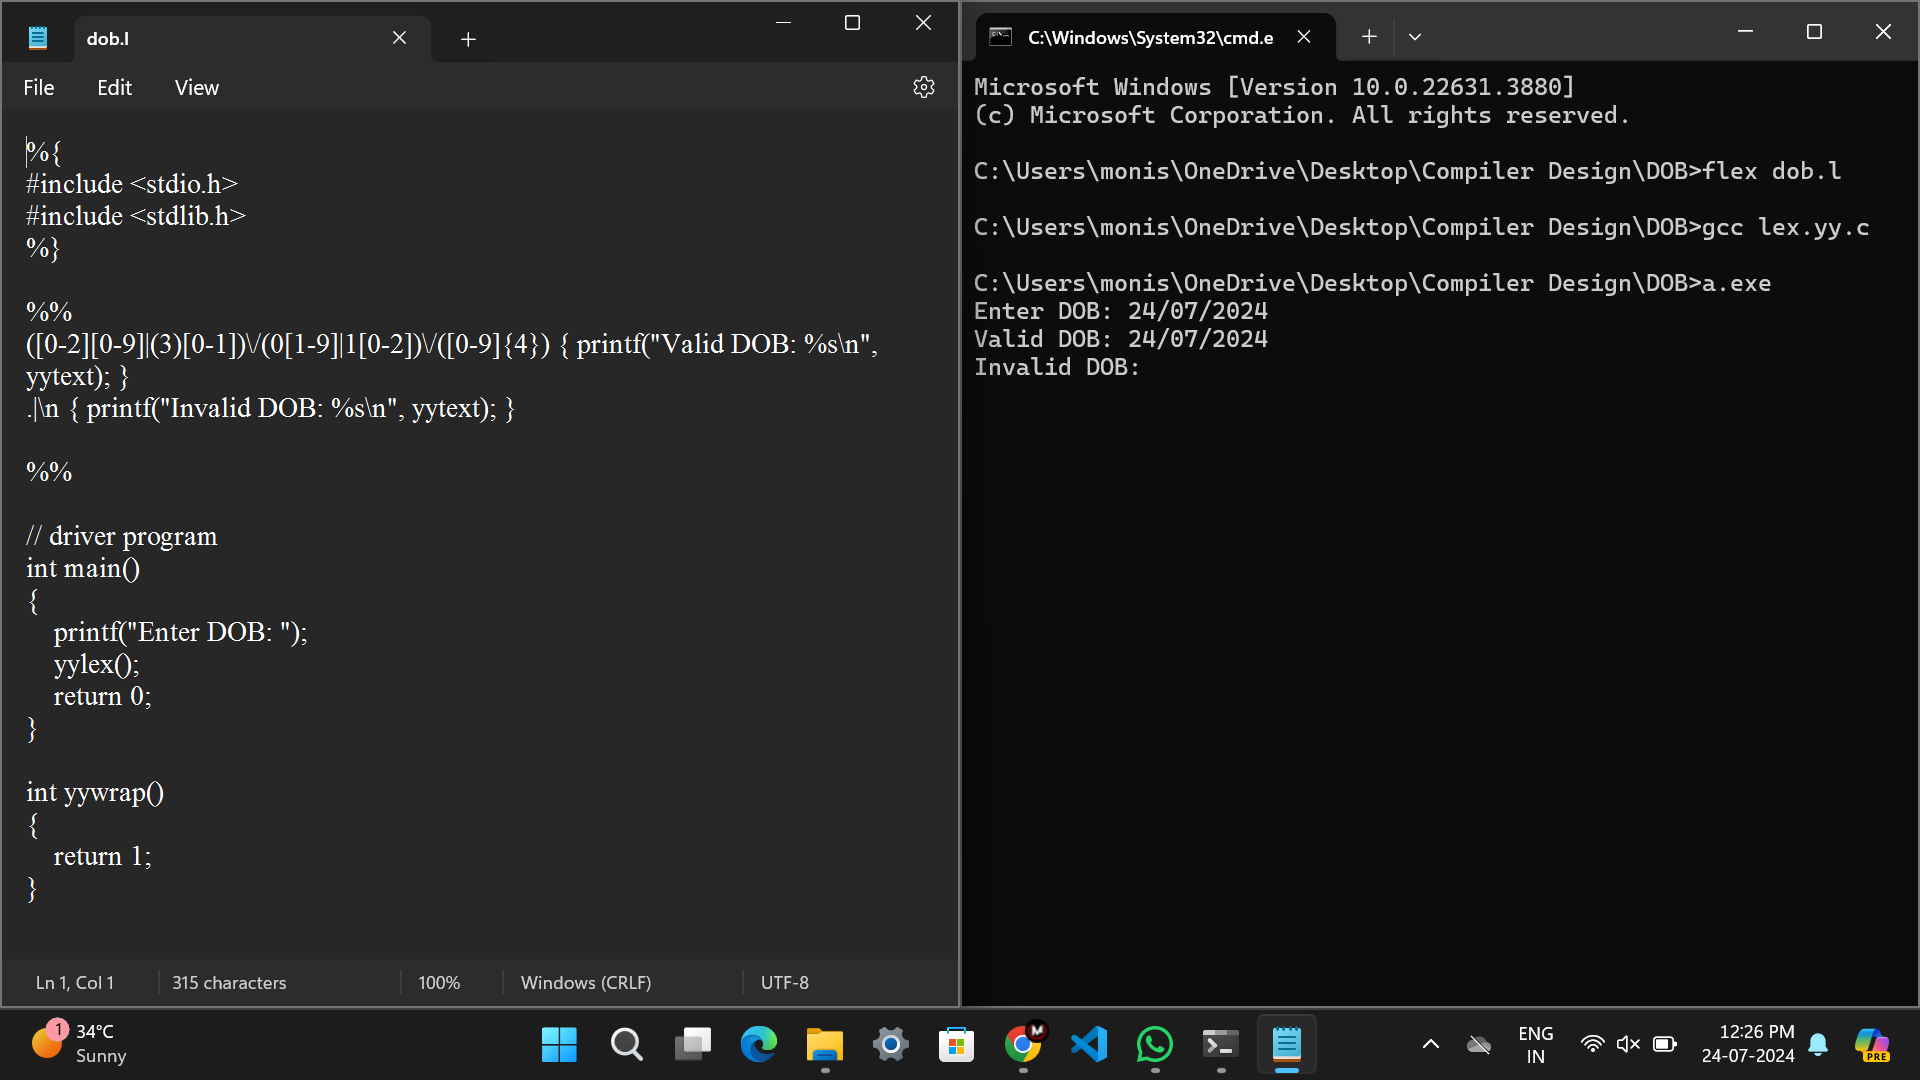 dob.l
File Edit View
%{
#include <stdio.h>
#include <stdlib.h>
%}
%%
([0-2][0-9]|(3)[0-1])\/(0[1-9]|1[0-2])\/([0-9]{4}) { printf("Valid DOB: %s\n",
yytext); }
.|\n { printf("Invalid DOB: %s\n", yytext); }
%%
// driver program
int main()
{
    printf("Enter DOB: ");
    yylex();
    return 0;
}
int yywrap()
{
    return 1;
}
Ln 1, Col 1 315 characters 100% Windows (CRLF) UTF-8
C:\Windows\System32\cmd.e
Microsoft Windows [Version 10.0.22631.3880]
(c) Microsoft Corporation. All rights reserved.
C:\Users\monis\OneDrive\Desktop\Compiler Design\DOB>flex dob.l
C:\Users\monis\OneDrive\Desktop\Compiler Design\DOB>gcc lex.yy.c
C:\Users\monis\OneDrive\Desktop\Compiler Design\DOB>a.exe
Enter DOB: 24/07/2024
Valid DOB: 24/07/2024
Invalid DOB:
1
34°C
Sunny
M
ENG
IN
12:26 PM
24-07-2024
PRE